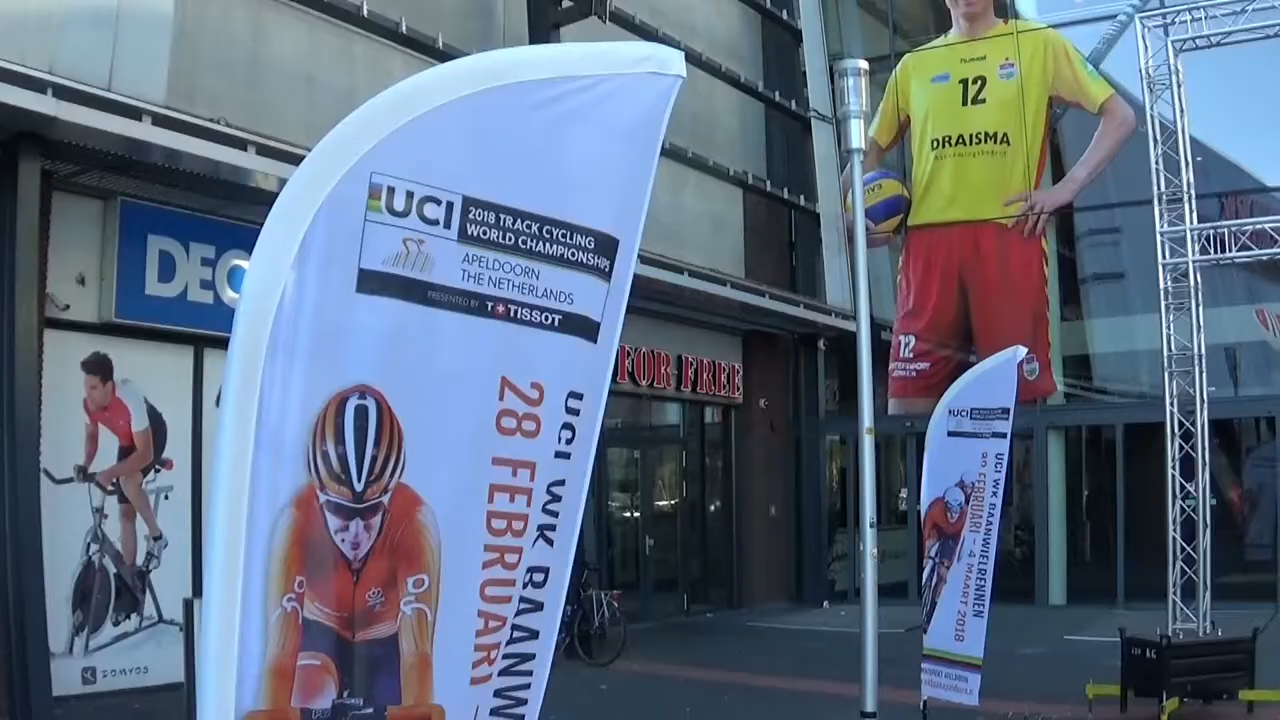 UCI
2018 TRACK CYCLING
WORLD CHAMPIONSHIPS
APELDOORN
THE NETHERLANDS
PRESENTED BY T+TISSOT
UCI WK BAANW
28 FEBRUARI -
DEC
DOMYOS
FOR FREE
hummel
12
DRAISMA
12
UCI
UCI WK BAANWIELRENNEN
FEBRUARI - 4 MAART 2018